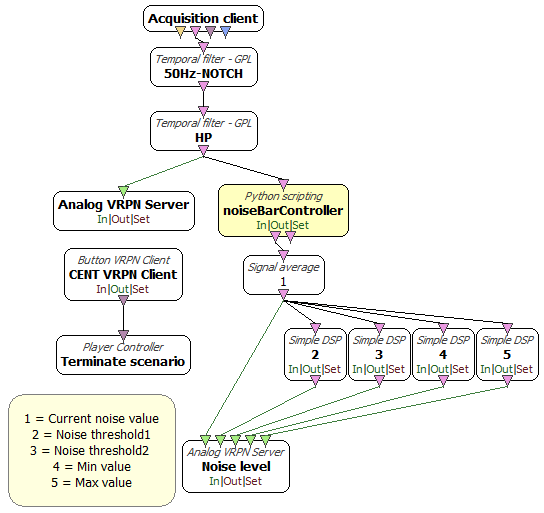 Acquisition client
Temporal filter - GPL
50Hz-NOTCH
Temporal filter - GPL
HP
Analog VRPN Server
In|Out|Set
Python scripting
noiseBarController
In|Out|Set
Button VRPN Client
CENT VRPN Client
In|Out|Set
Signal average
1
Player Controller
Terminate scenario
Simple DSP
2
In|Out|Set
Simple DSP
3
In|Out|Set
Simple DSP
4
In|Out|Set
Simple DSP
5
In|Out|Set
1 = Current noise value
2 = Noise threshold1
3 = Noise threshold2
4 = Min value
5 = Max value
Analog VRPN Server
Noise level
In|Out|Set